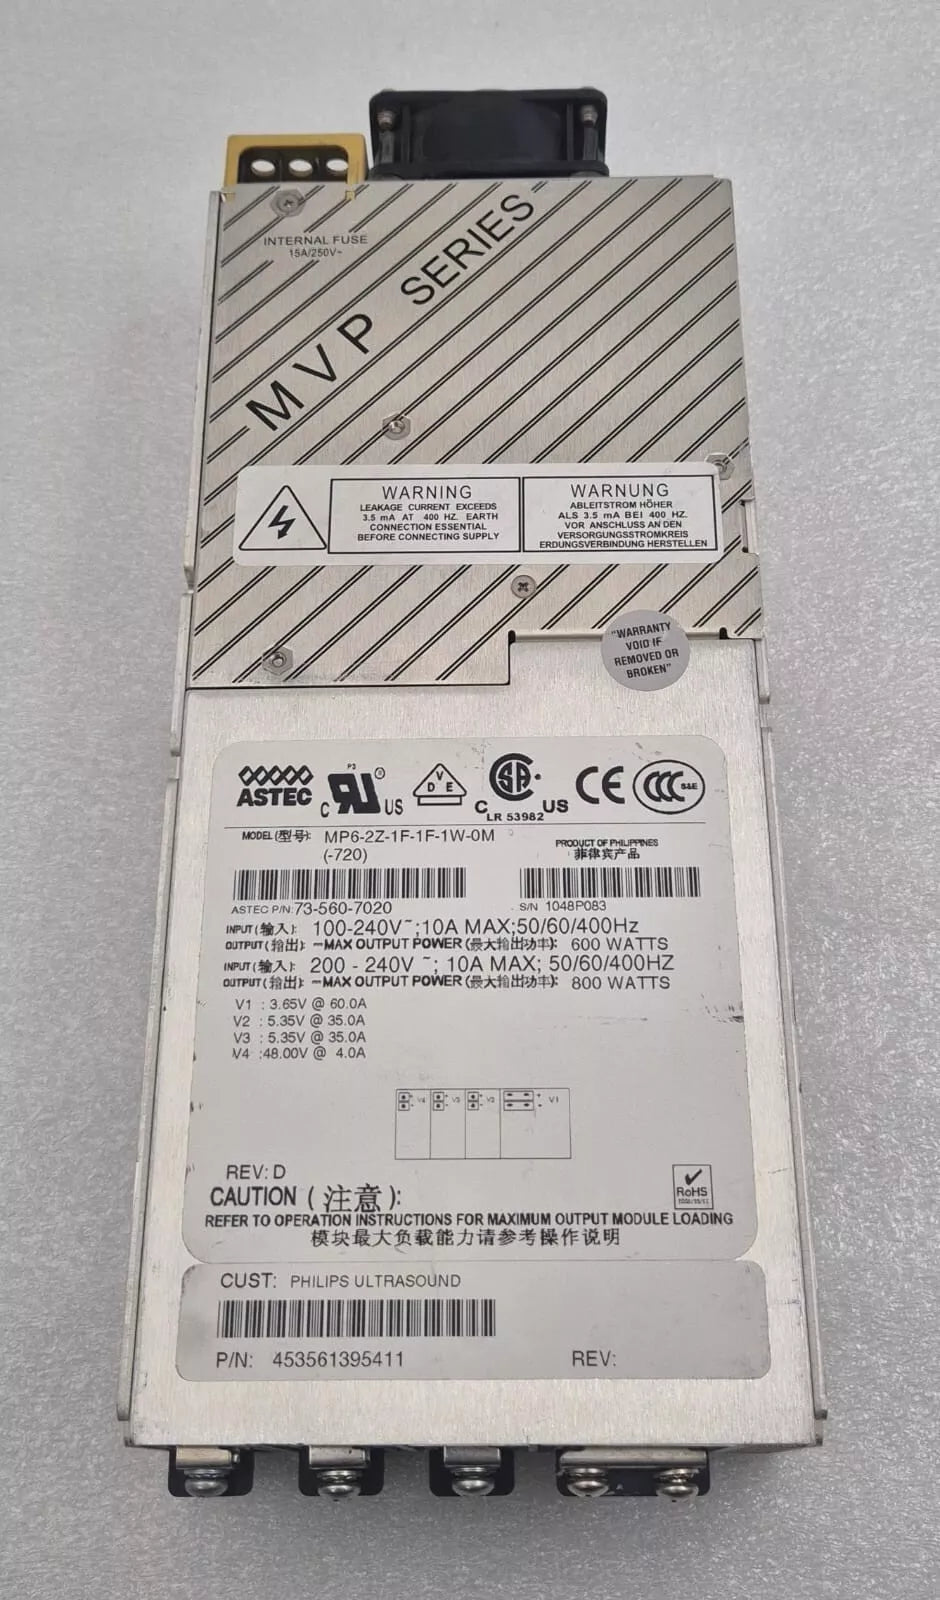 INTERNAL FUSE
15A/250V~
MVP SERIES
WARNING
LEAKAGE CURRENT EXCEEDS
3.5 mA AT 400 HZ. EARTH
CONNECTION ESSENTIAL
BEFORE CONNECTING SUPPLY
WARNUNG
ABLEITSTROM HÖHER
ALS 3.5 mA BEI 400 HZ.
VOR ANSCHLUSS AN DEN
VERSORGUNGSSTROMKREIS
ERDUNGSVERBINDUNG HERSTELLEN
"WARRANTY
VOID IF
REMOVED OR
BROKEN"
ASTEC
C RU US
P3
®
VDE
C SA US
LR 53982
CE
CCC S&E
MODEL (型号): MP6-2Z-1F-1F-1W-0M
(-720)
PRODUCT OF PHILIPPINES
菲律宾产品
ASTEC P/N: 73-560-7020
S/N 1048P083
INPUT (输入): 100-240V~;10A MAX;50/60/400Hz
OUTPUT (输出): MAX OUTPUT POWER (最大输出功率): 600 WATTS
INPUT (输入): 200 - 240V ~; 10A MAX; 50/60/400HZ
OUTPUT (输出): MAX OUTPUT POWER (最大输出功率): 800 WATTS
V1 : 3.65V @ 60.0A
V2 : 5.35V @ 35.0A
V3 : 5.35V @ 35.0A
V4 :48.00V @ 4.0A
V4 V3 V2 V1
REV: D
RoHS
CAUTION (注意):
REFER TO OPERATION INSTRUCTIONS FOR MAXIMUM OUTPUT MODULE LOADING
模块最大负载能力请参考操作说明
CUST: PHILIPS ULTRASOUND
P/N: 453561395411
REV: